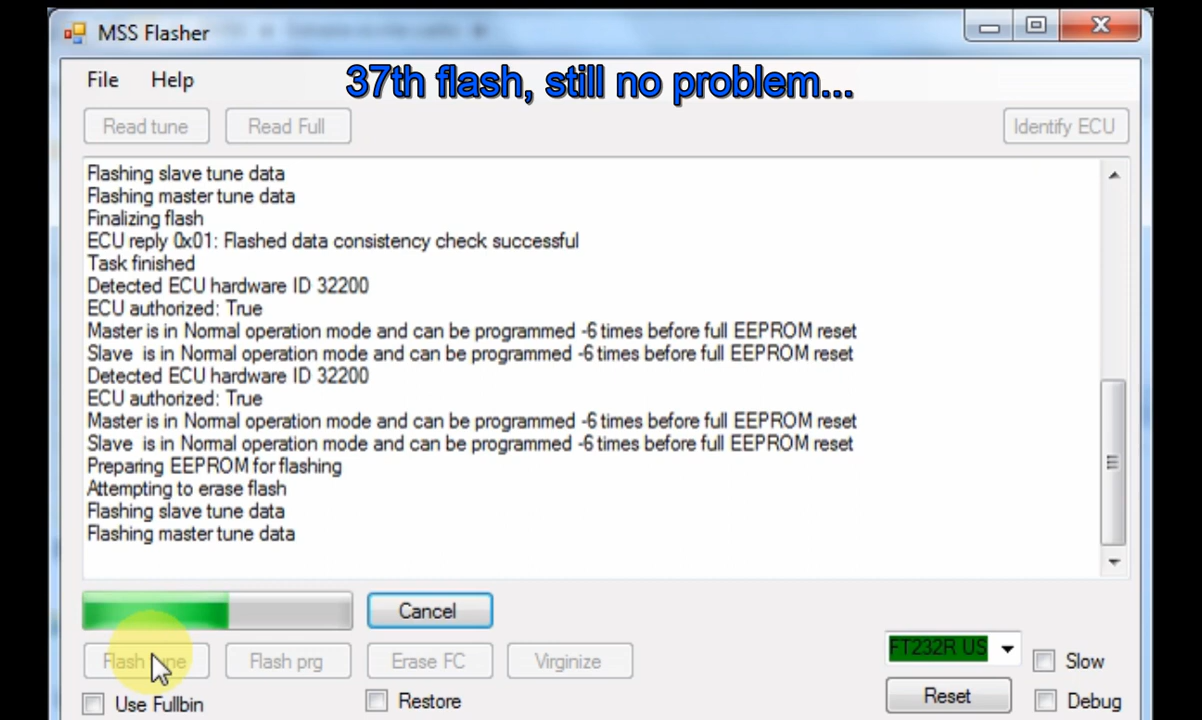 MSS Flasher
File Help
37th flash, still no problem...
Read tune Read Full Identify ECU
Flashing slave tune data
Flashing master tune data
Finalizing flash
ECU reply 0x01: Flashed data consistency check successful
Task finished
Detected ECU hardware ID 32200
ECU authorized: True
Master is in Normal operation mode and can be programmed -6 times before full EEPROM reset
Slave  is in Normal operation mode and can be programmed -6 times before full EEPROM reset
Detected ECU hardware ID 32200
ECU authorized: True
Master is in Normal operation mode and can be programmed -6 times before full EEPROM reset
Slave  is in Normal operation mode and can be programmed -6 times before full EEPROM reset
Preparing EEPROM for flashing
Attempting to erase flash
Flashing slave tune data
Flashing master tune data
Cancel
Flash tune Flash prg Erase FC Virginize FT232R US Slow
Use Fullbin Restore Reset Debug